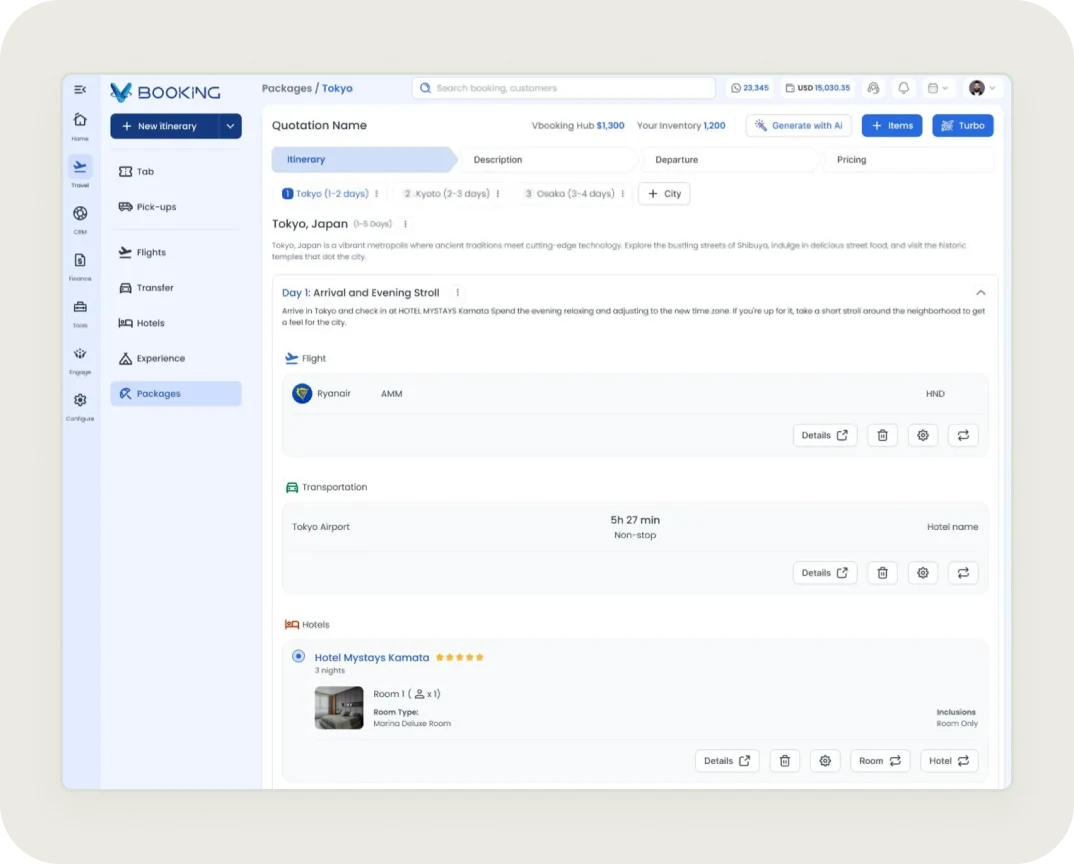 BOOKING
Packages / Tokyo
Search booking, customers
23,345
USD 15,030.35
Home
Travel
CRM
Finance
Tools
Engage
Configure
New itinerary
Tab
Pick-ups
Flights
Transfer
Hotels
Experience
Packages
Quotation Name
Vbooking Hub $1,300
Your Inventory 1,200
Generate with Ai
+ Items
Turbo
Itinerary
Description
Departure
Pricing
1 Tokyo (1-2 days)
2 Kyoto (2-3 days)
3 Osaka (3-4 days)
+ City
Tokyo, Japan (1-5 Days)
Tokyo, Japan is a vibrant metropolis where ancient traditions meet cutting-edge technology. Explore the bustling streets of Shibuya, indulge in delicious street food, and visit the historic
temples that dot the city.
Day 1: Arrival and Evening Stroll
Arrive in Tokyo and check in at HOTEL MYSTAYS Kamata Spend the evening relaxing and adjusting to the new time zone. If you're up for it, take a short stroll around the neighborhood to get
a feel for the city.
Flight
Ryanair
AMM
HND
Details
Transportation
Tokyo Airport
5h 27 min
Non-stop
Hotel name
Details
Hotels
Hotel Mystays Kamata
3 nights
Room 1 ( x 1)
Room Type:
Marina Deluxe Room
Inclusions
Room Only
Details
Room
Hotel